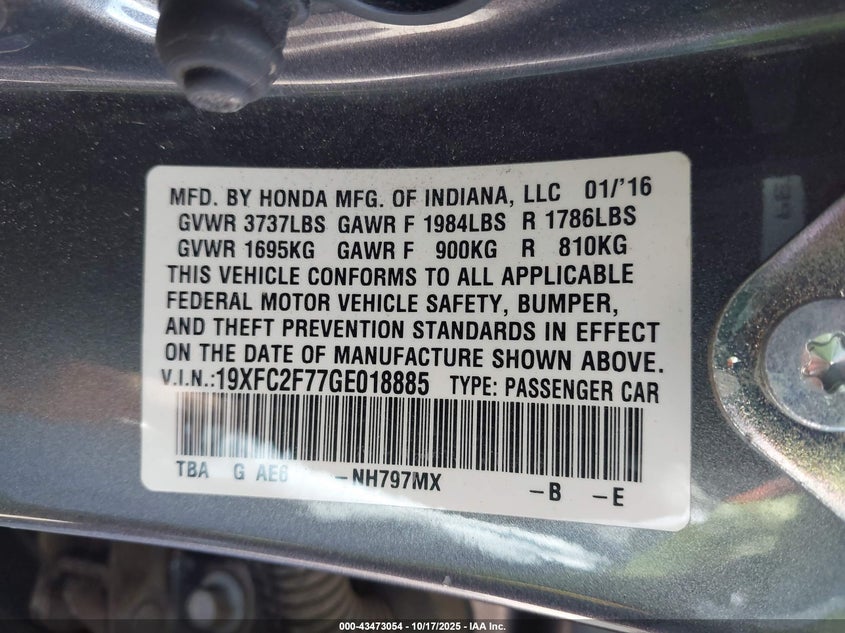 MFD. BY HONDA MFG. OF INDIANA, LLC 01/'16
GVWR 3737LBS GAWR F 1984LBS R 1786LBS
GVWR 1695KG GAWR F 900KG R 810KG
THIS VEHICLE CONFORMS TO ALL APPLICABLE
FEDERAL MOTOR VEHICLE SAFETY, BUMPER,
AND THEFT PREVENTION STANDARDS IN EFFECT
ON THE DATE OF MANUFACTURE SHOWN ABOVE.
V.I.N.:19XFC2F77GE018885 TYPE: PASSENGER CAR
TBA G AE6 -NH797MX -B -E
000-43473054 | 10/17/2025 | IAA Inc.